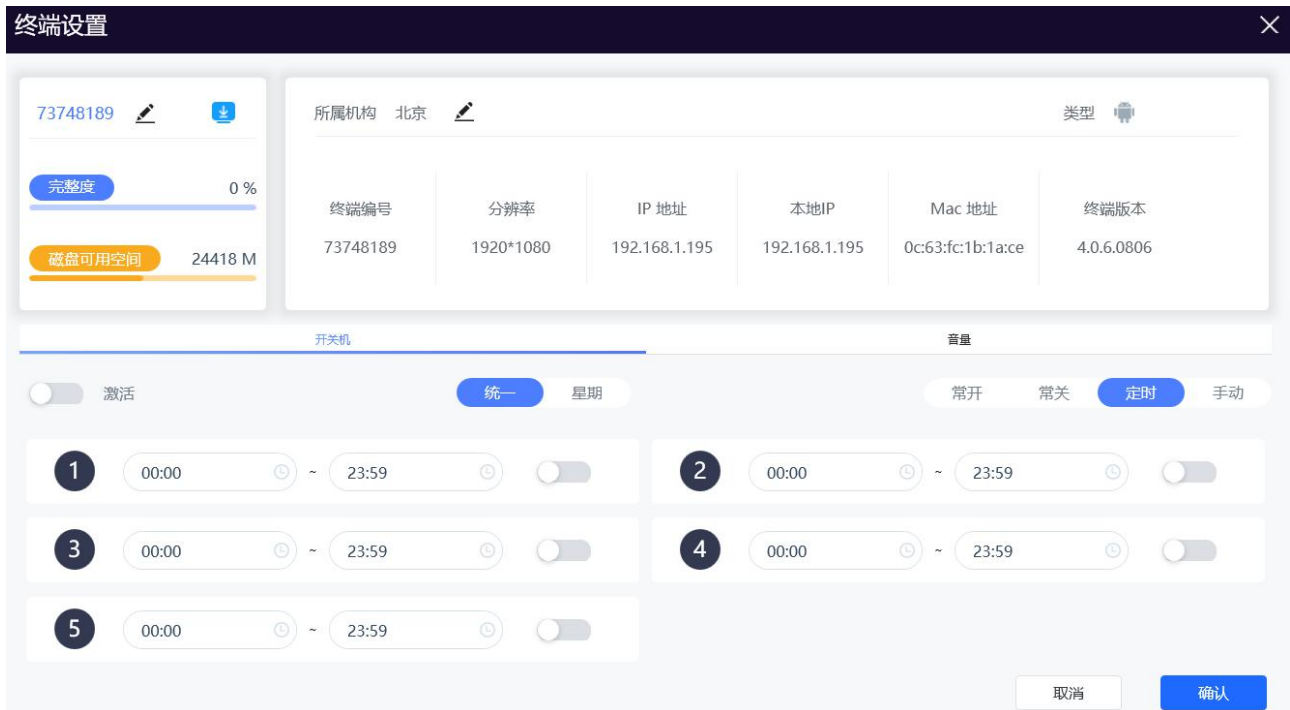 终端设置
73748189
所属机构 北京 类型
完整度 0 %
终端编号 分辨率 IP 地址 本地IP Mac 地址 终端版本
73748189 1920*1080 192.168.1.195 192.168.1.195 0c:63:fc:1b:1a:ce 4.0.6.0806
磁盘可用空间 24418 M
开关机 音量
激活 统一 星期 常开 常关 定时 手动
1 00:00 ~ 23:59 2 00:00 ~ 23:59
3 00:00 ~ 23:59 4 00:00 ~ 23:59
5 00:00 ~ 23:59
取消 确认